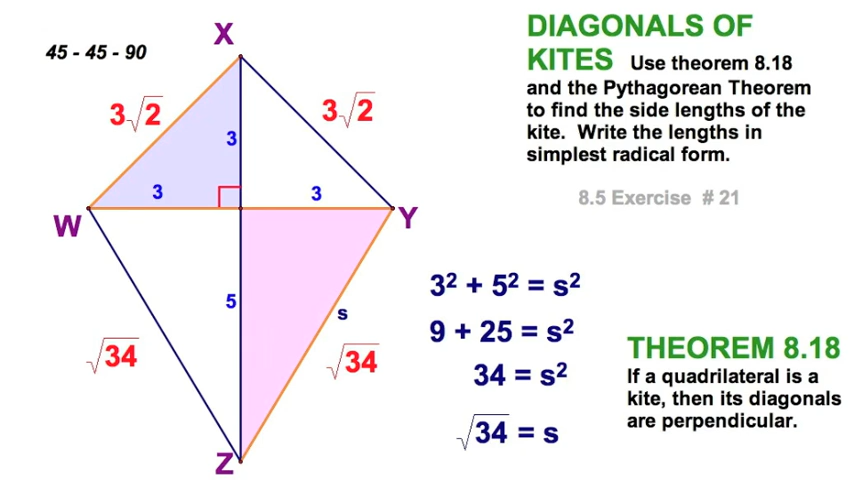 45 - 45 - 90
X
3√2
3√2
3
3
3
W
Y
5
s
√34
√34
Z
DIAGONALS OF
KITES Use theorem 8.18
and the Pythagorean Theorem
to find the side lengths of the
kite. Write the lengths in
simplest radical form.
8.5 Exercise # 21
3² + 5² = s²
9 + 25 = s²
34 = s²
√34 = s
THEOREM 8.18
If a quadrilateral is a
kite, then its diagonals
are perpendicular.